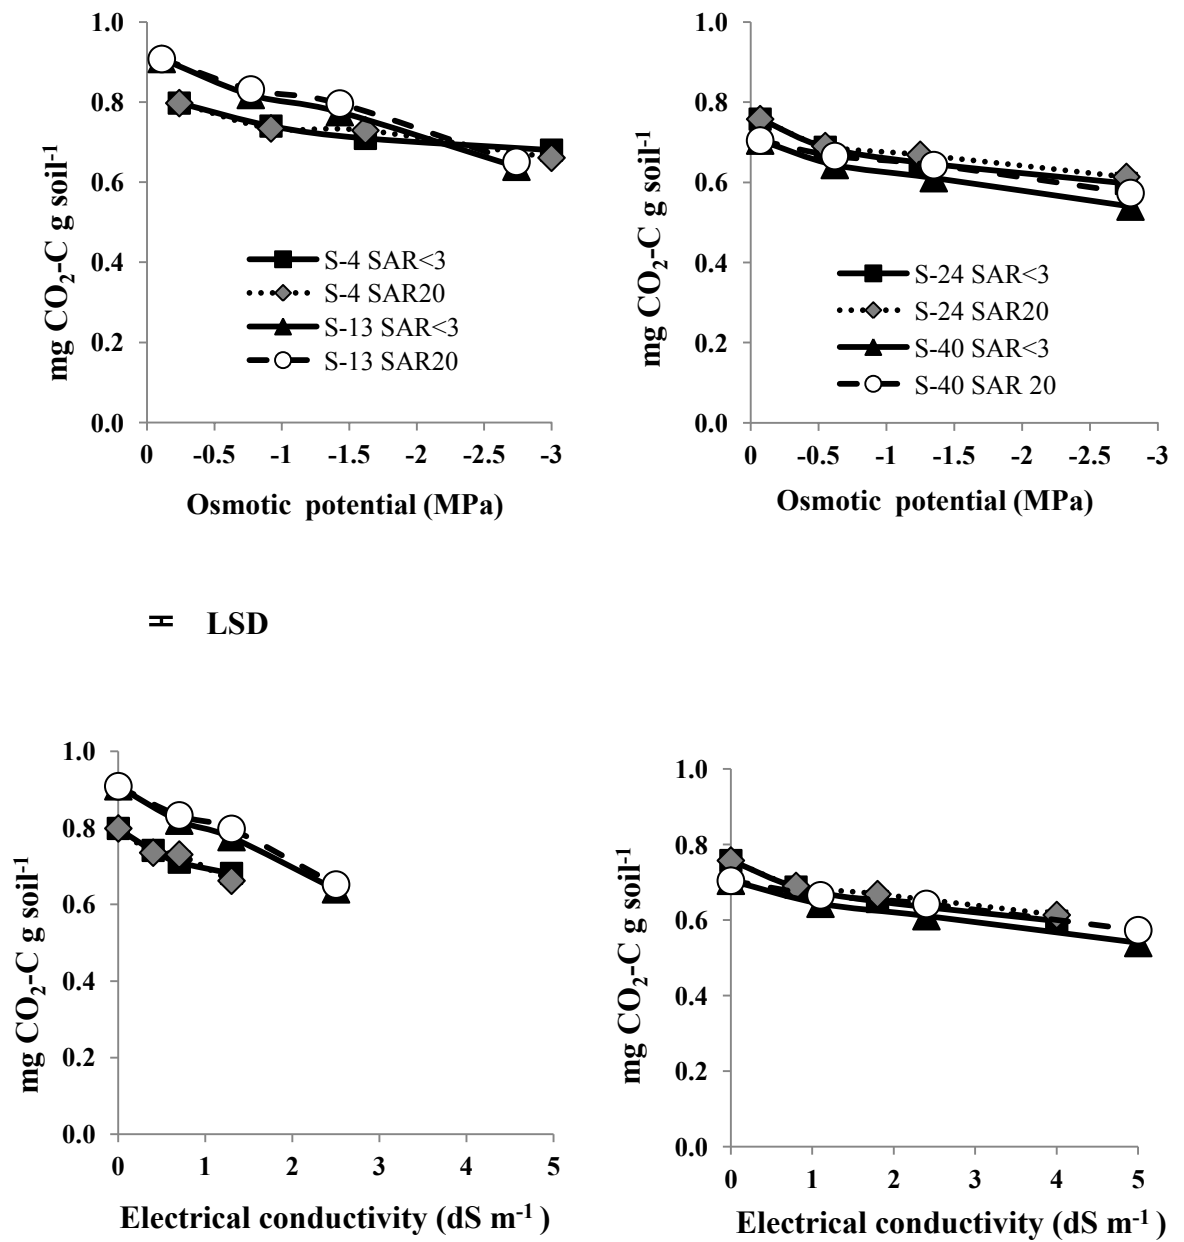 1.0
0.8
0.6
0.4
0.2
0.0
mg CO2-C g soil-1
S-4 SAR<3
S-4 SAR20
S-13 SAR<3
S-13 SAR20
0 -0.5 -1 -1.5 -2 -2.5 -3
Osmotic potential (MPa)
1.0
0.8
0.6
0.4
0.2
0.0
mg CO2-C g soil-1
S-24 SAR<3
S-24 SAR20
S-40 SAR<3
S-40 SAR 20
0 -0.5 -1 -1.5 -2 -2.5 -3
Osmotic potential (MPa)
LSD
1.0
0.8
0.6
0.4
0.2
0.0
mg CO2-C g soil-1
0 1 2 3 4 5
Electrical conductivity (dS m-1 )
1.0
0.8
0.6
0.4
0.2
0.0
mg CO2-C g soil-1
0 1 2 3 4 5
Electrical conductivity (dS m-1 )